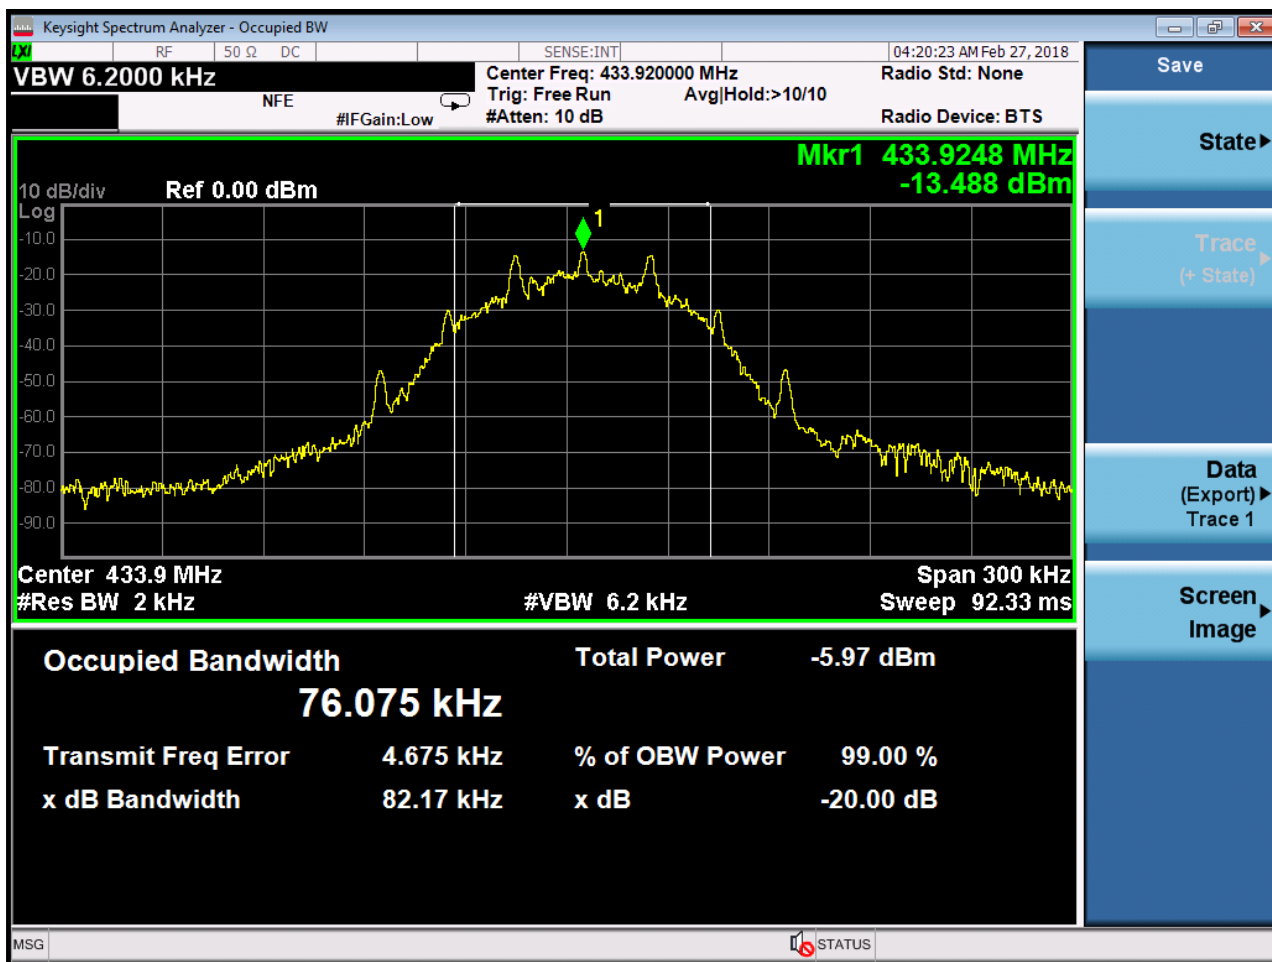 Keysight Spectrum Analyzer - Occupied BW
LXI RF 50 Ω DC SENSE:INT 04:20:23 AM Feb 27, 2018
VBW 6.2000 kHz
NFE
#IFGain:Low
Center Freq: 433.920000 MHz
Trig: Free Run Avg|Hold:>10/10
#Atten: 10 dB
Radio Std: None
Radio Device: BTS
Mkr1 433.9248 MHz
-13.488 dBm
10 dB/div Ref 0.00 dBm
Log
1
-10.0
-20.0
-30.0
-40.0
-50.0
-60.0
-70.0
-80.0
-90.0
Center 433.9 MHz Span 300 kHz
#Res BW 2 kHz #VBW 6.2 kHz Sweep 92.33 ms
Occupied Bandwidth Total Power -5.97 dBm
76.075 kHz
Transmit Freq Error 4.675 kHz % of OBW Power 99.00 %
x dB Bandwidth 82.17 kHz x dB -20.00 dB
MSG STATUS
Save
State
Trace
(+ State)
Data
(Export)
Trace 1
Screen
Image